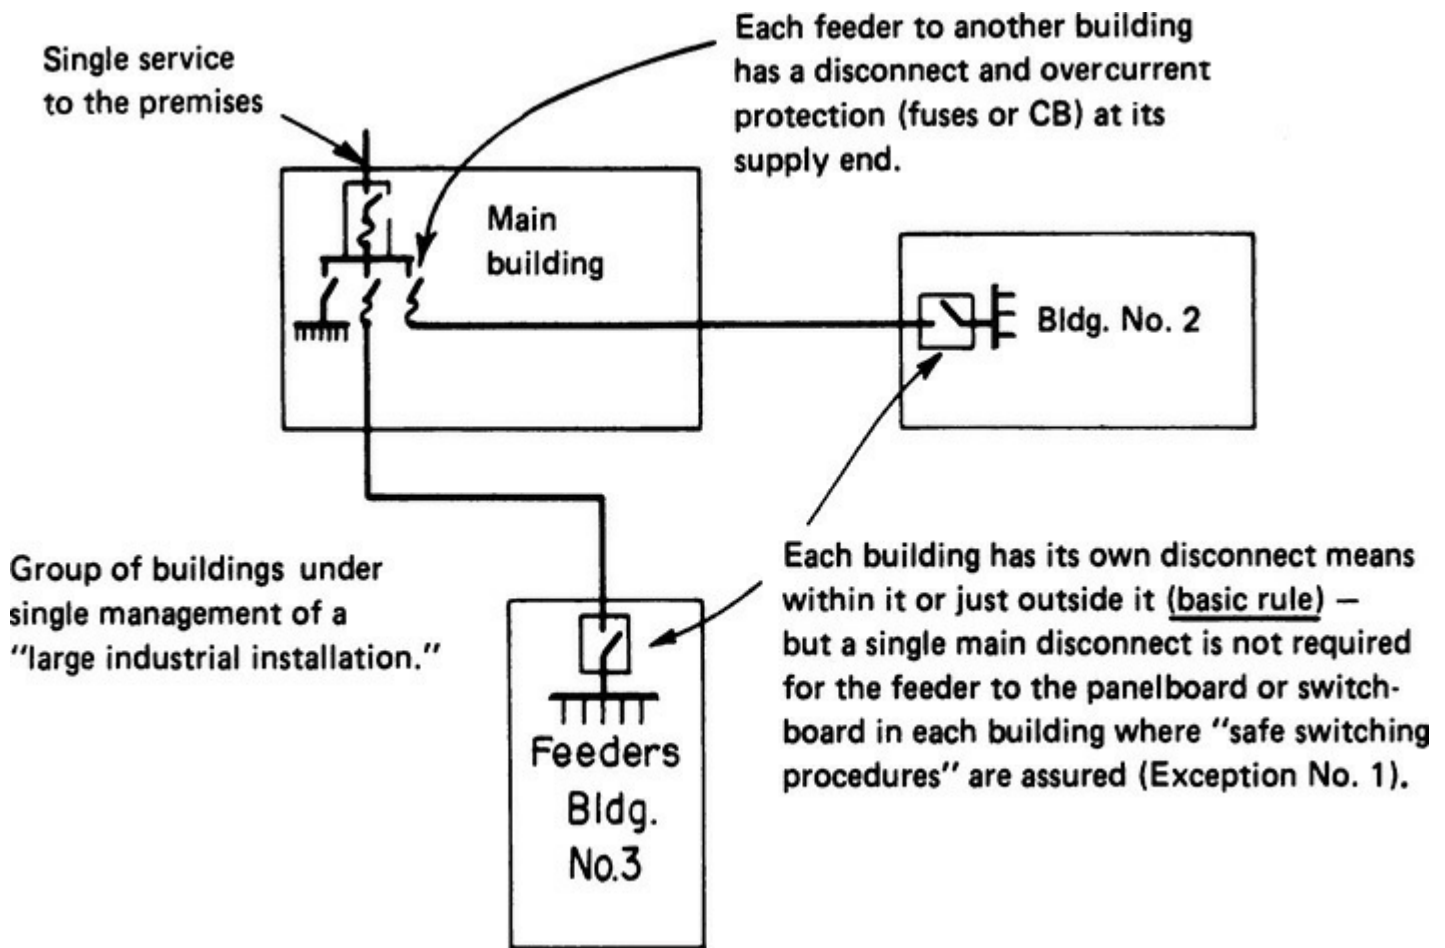 Single service
to the premises
Each feeder to another building
has a disconnect and overcurrent
protection (fuses or CB) at its
supply end.
Main
building
Bldg. No. 2
Group of buildings under
single management of a
"large industrial installation."
Each building has its own disconnect means
within it or just outside it (basic rule) —
but a single main disconnect is not required
for the feeder to the panelboard or switch-
board in each building where "safe switching
procedures" are assured (Exception No. 1).
Feeders
Bldg.
No.3